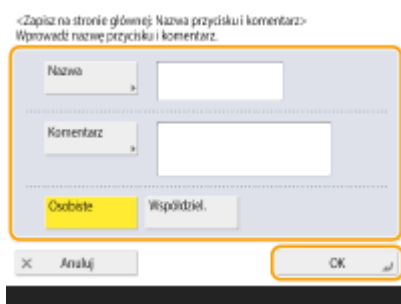 <Zapisz na stronie głównej: Nazwa przycisku i komentarz>
Wprowadź nazwę przycisku i komentarz.
Nazwa
Komentarz
Osobiste Współdziel.
× Anuluj OK